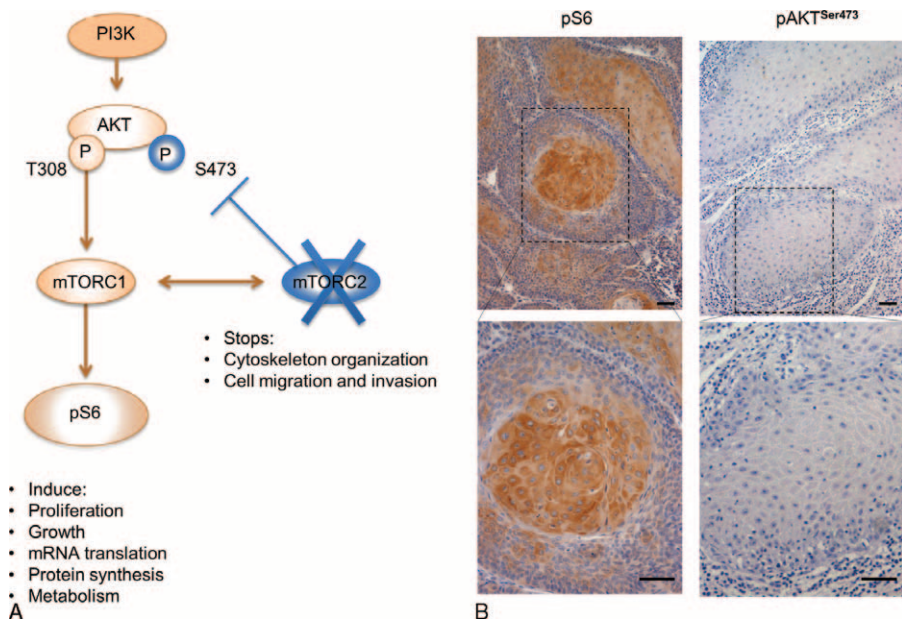 PI3K
AKT
P
P
T308
S473
mTORC1
mTORC2
• Stops:
• Cytoskeleton organization
• Cell migration and invasion
pS6
• Induce:
• Proliferation
• Growth
• mRNA translation
• Protein synthesis
• Metabolism
A
pS6
pAKTSer473
B